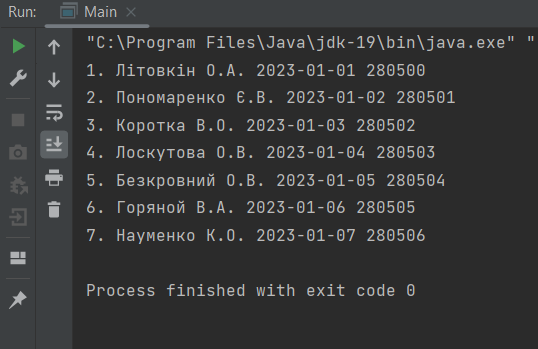 Run: Main
"C:\Program Files\Java\jdk-19\bin\java.exe" "
1. Літовкін О.А. 2023-01-01 280500
2. Пономаренко Є.В. 2023-01-02 280501
3. Коротка В.О. 2023-01-03 280502
4. Лоскутова О.В. 2023-01-04 280503
5. Безкровний О.В. 2023-01-05 280504
6. Горяной В.А. 2023-01-06 280505
7. Науменко К.О. 2023-01-07 280506
Process finished with exit code 0